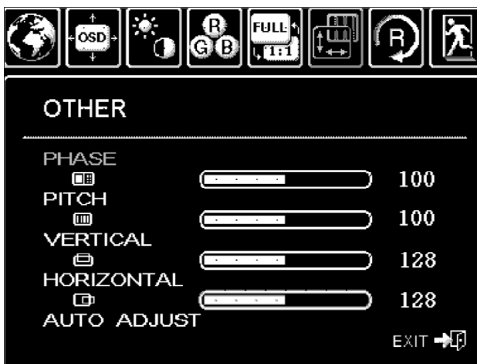 OSD
R
G B
FULL
1:1
R
OTHER
PHASE
100
PITCH
100
VERTICAL
128
HORIZONTAL
128
AUTO ADJUST
EXIT